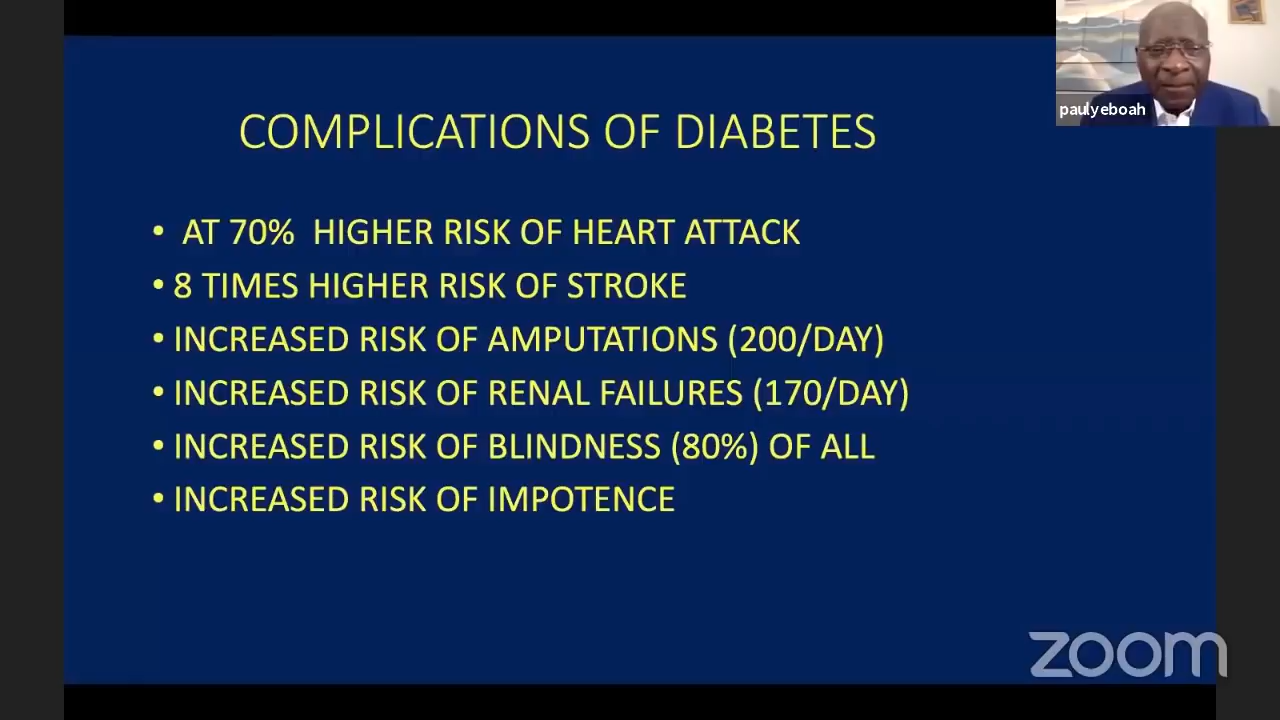 paulyeboah
COMPLICATIONS OF DIABETES
• AT 70% HIGHER RISK OF HEART ATTACK
• 8 TIMES HIGHER RISK OF STROKE
• INCREASED RISK OF AMPUTATIONS (200/DAY)
• INCREASED RISK OF RENAL FAILURES (170/DAY)
• INCREASED RISK OF BLINDNESS (80%) OF ALL
• INCREASED RISK OF IMPOTENCE
zoom